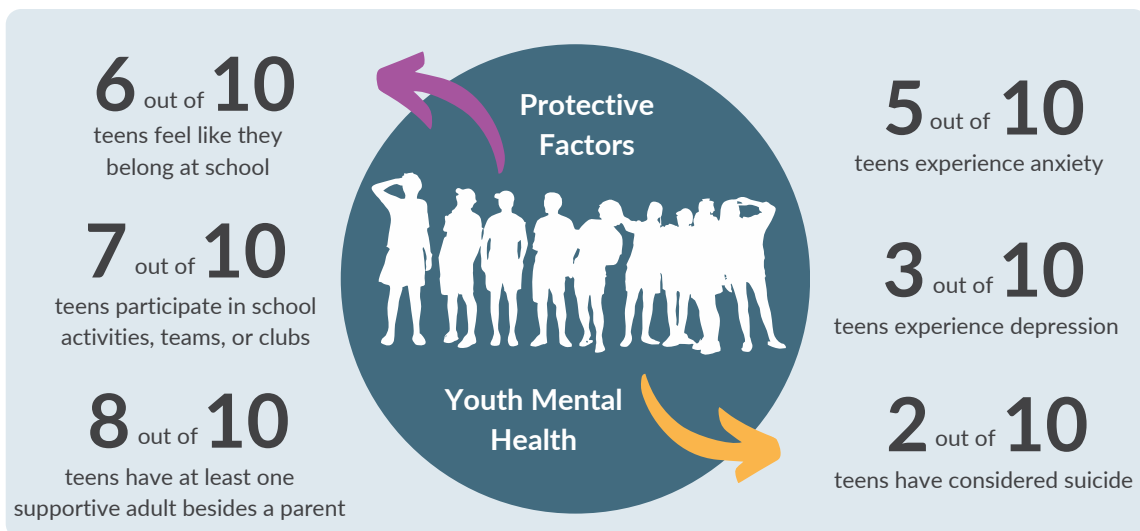 6 out of 10
teens feel like they
belong at school
7 out of 10
teens participate in school
activities, teams, or clubs
8 out of 10
teens have at least one
supportive adult besides a parent
Protective
Factors
Youth Mental
Health
5 out of 10
teens experience anxiety
3 out of 10
teens experience depression
2 out of 10
teens have considered suicide